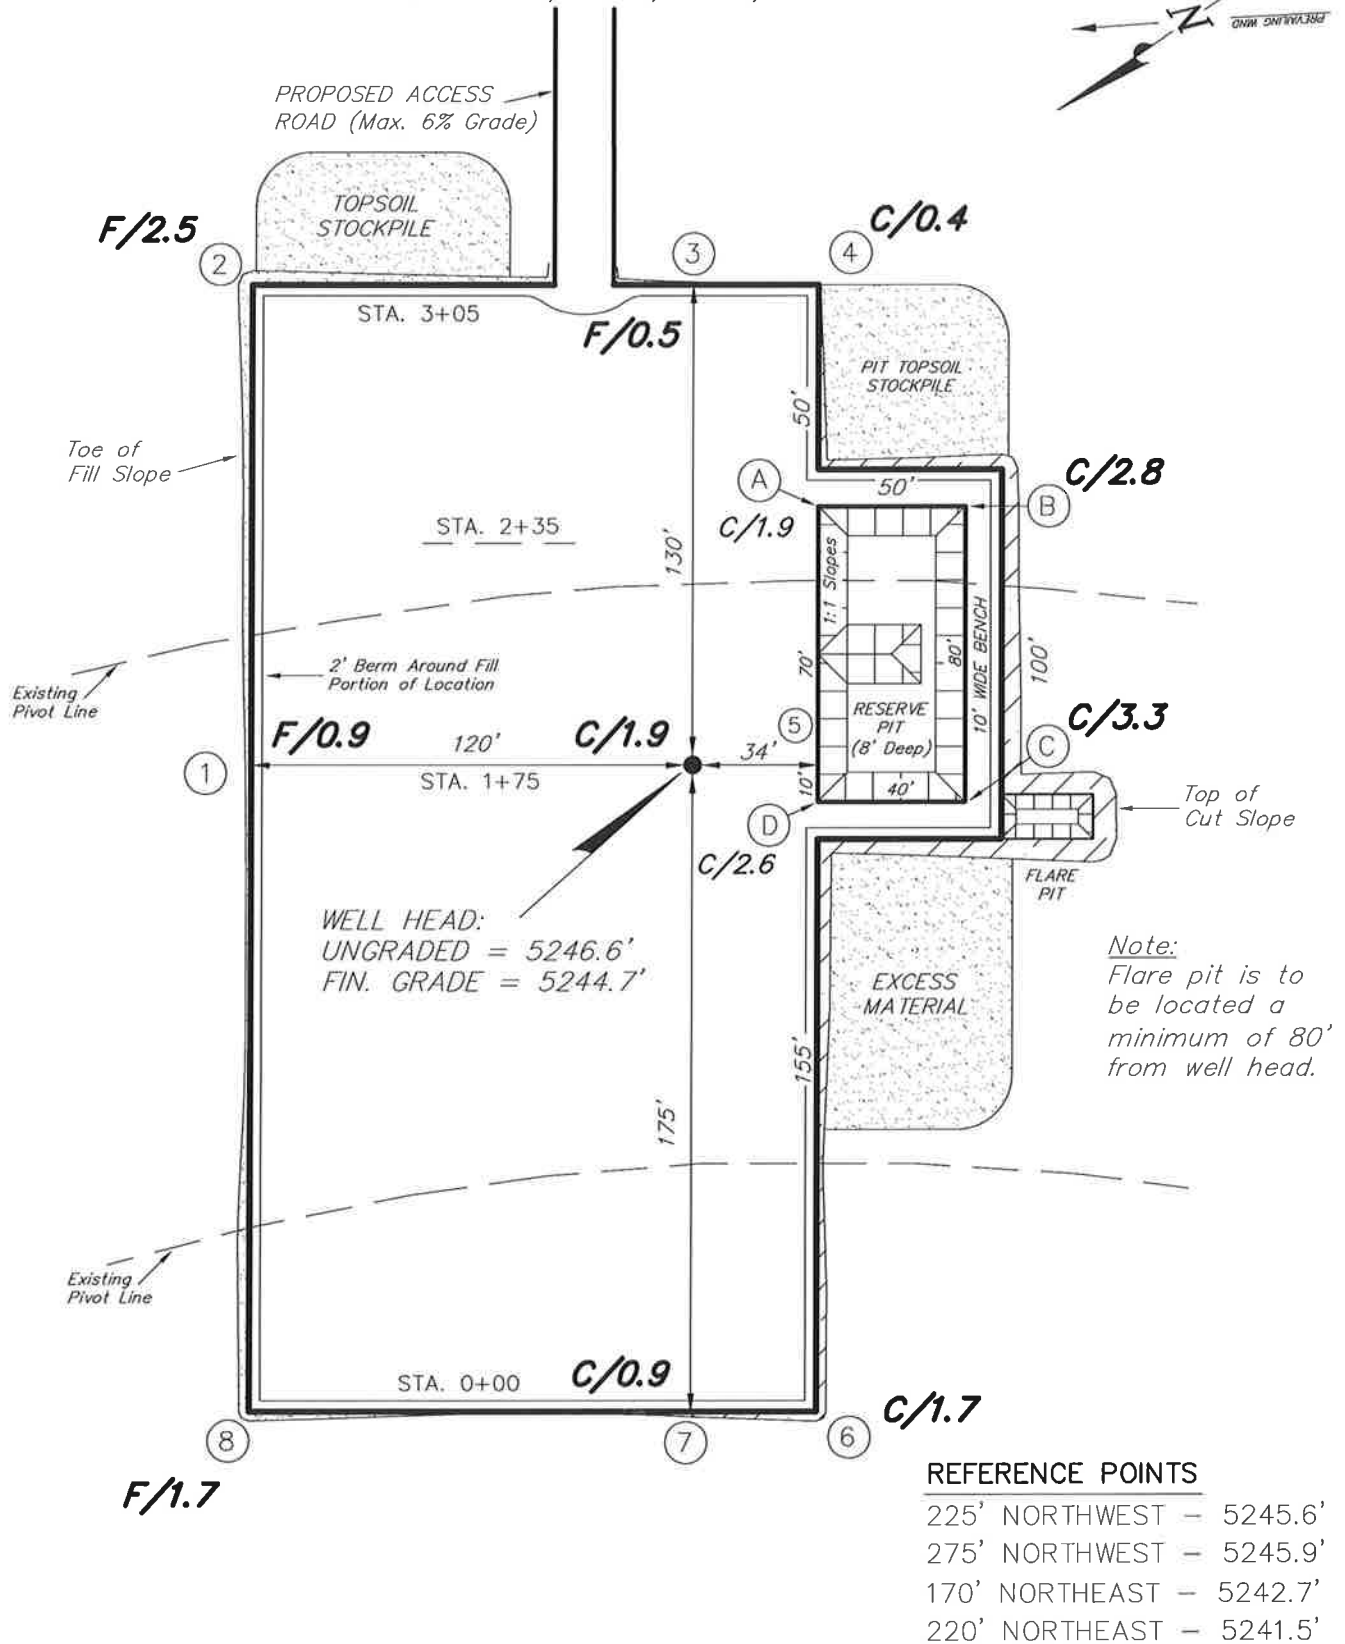 N
PREVAILING WIND
PROPOSED ACCESS
ROAD (Max. 6% Grade)
TOPSOIL
STOCKPILE
F/2.5
C/0.4
2
3
4
STA. 3+05
F/0.5
PIT TOPSOIL
STOCKPILE
50'
Toe of
Fill Slope
C/2.8
A
50'
B
C/1.9
STA. 2+35
130'
1:1 Slopes
10' WIDE BENCH
2' Berm Around Fill
Portion of Location
70'
80'
100'
Existing
Pivot Line
RESERVE
PIT
(8' Deep)
C/3.3
F/0.9
120'
C/1.9
5
34'
C
1
STA. 1+75
10'
40'
D
Top of
Cut Slope
C/2.6
FLARE
PIT
WELL HEAD:
UNGRADED = 5246.6'
FIN. GRADE = 5244.7'
EXCESS
MATERIAL
Note:
Flare pit is to
be located a
minimum of 80'
from well head.
155'
175'
Existing
Pivot Line
STA. 0+00
C/0.9
C/1.7
8
7
6
F/1.7
REFERENCE POINTS
225' NORTHWEST – 5245.6'
275' NORTHWEST – 5245.9'
170' NORTHEAST – 5242.7'
220' NORTHEAST – 5241.5'